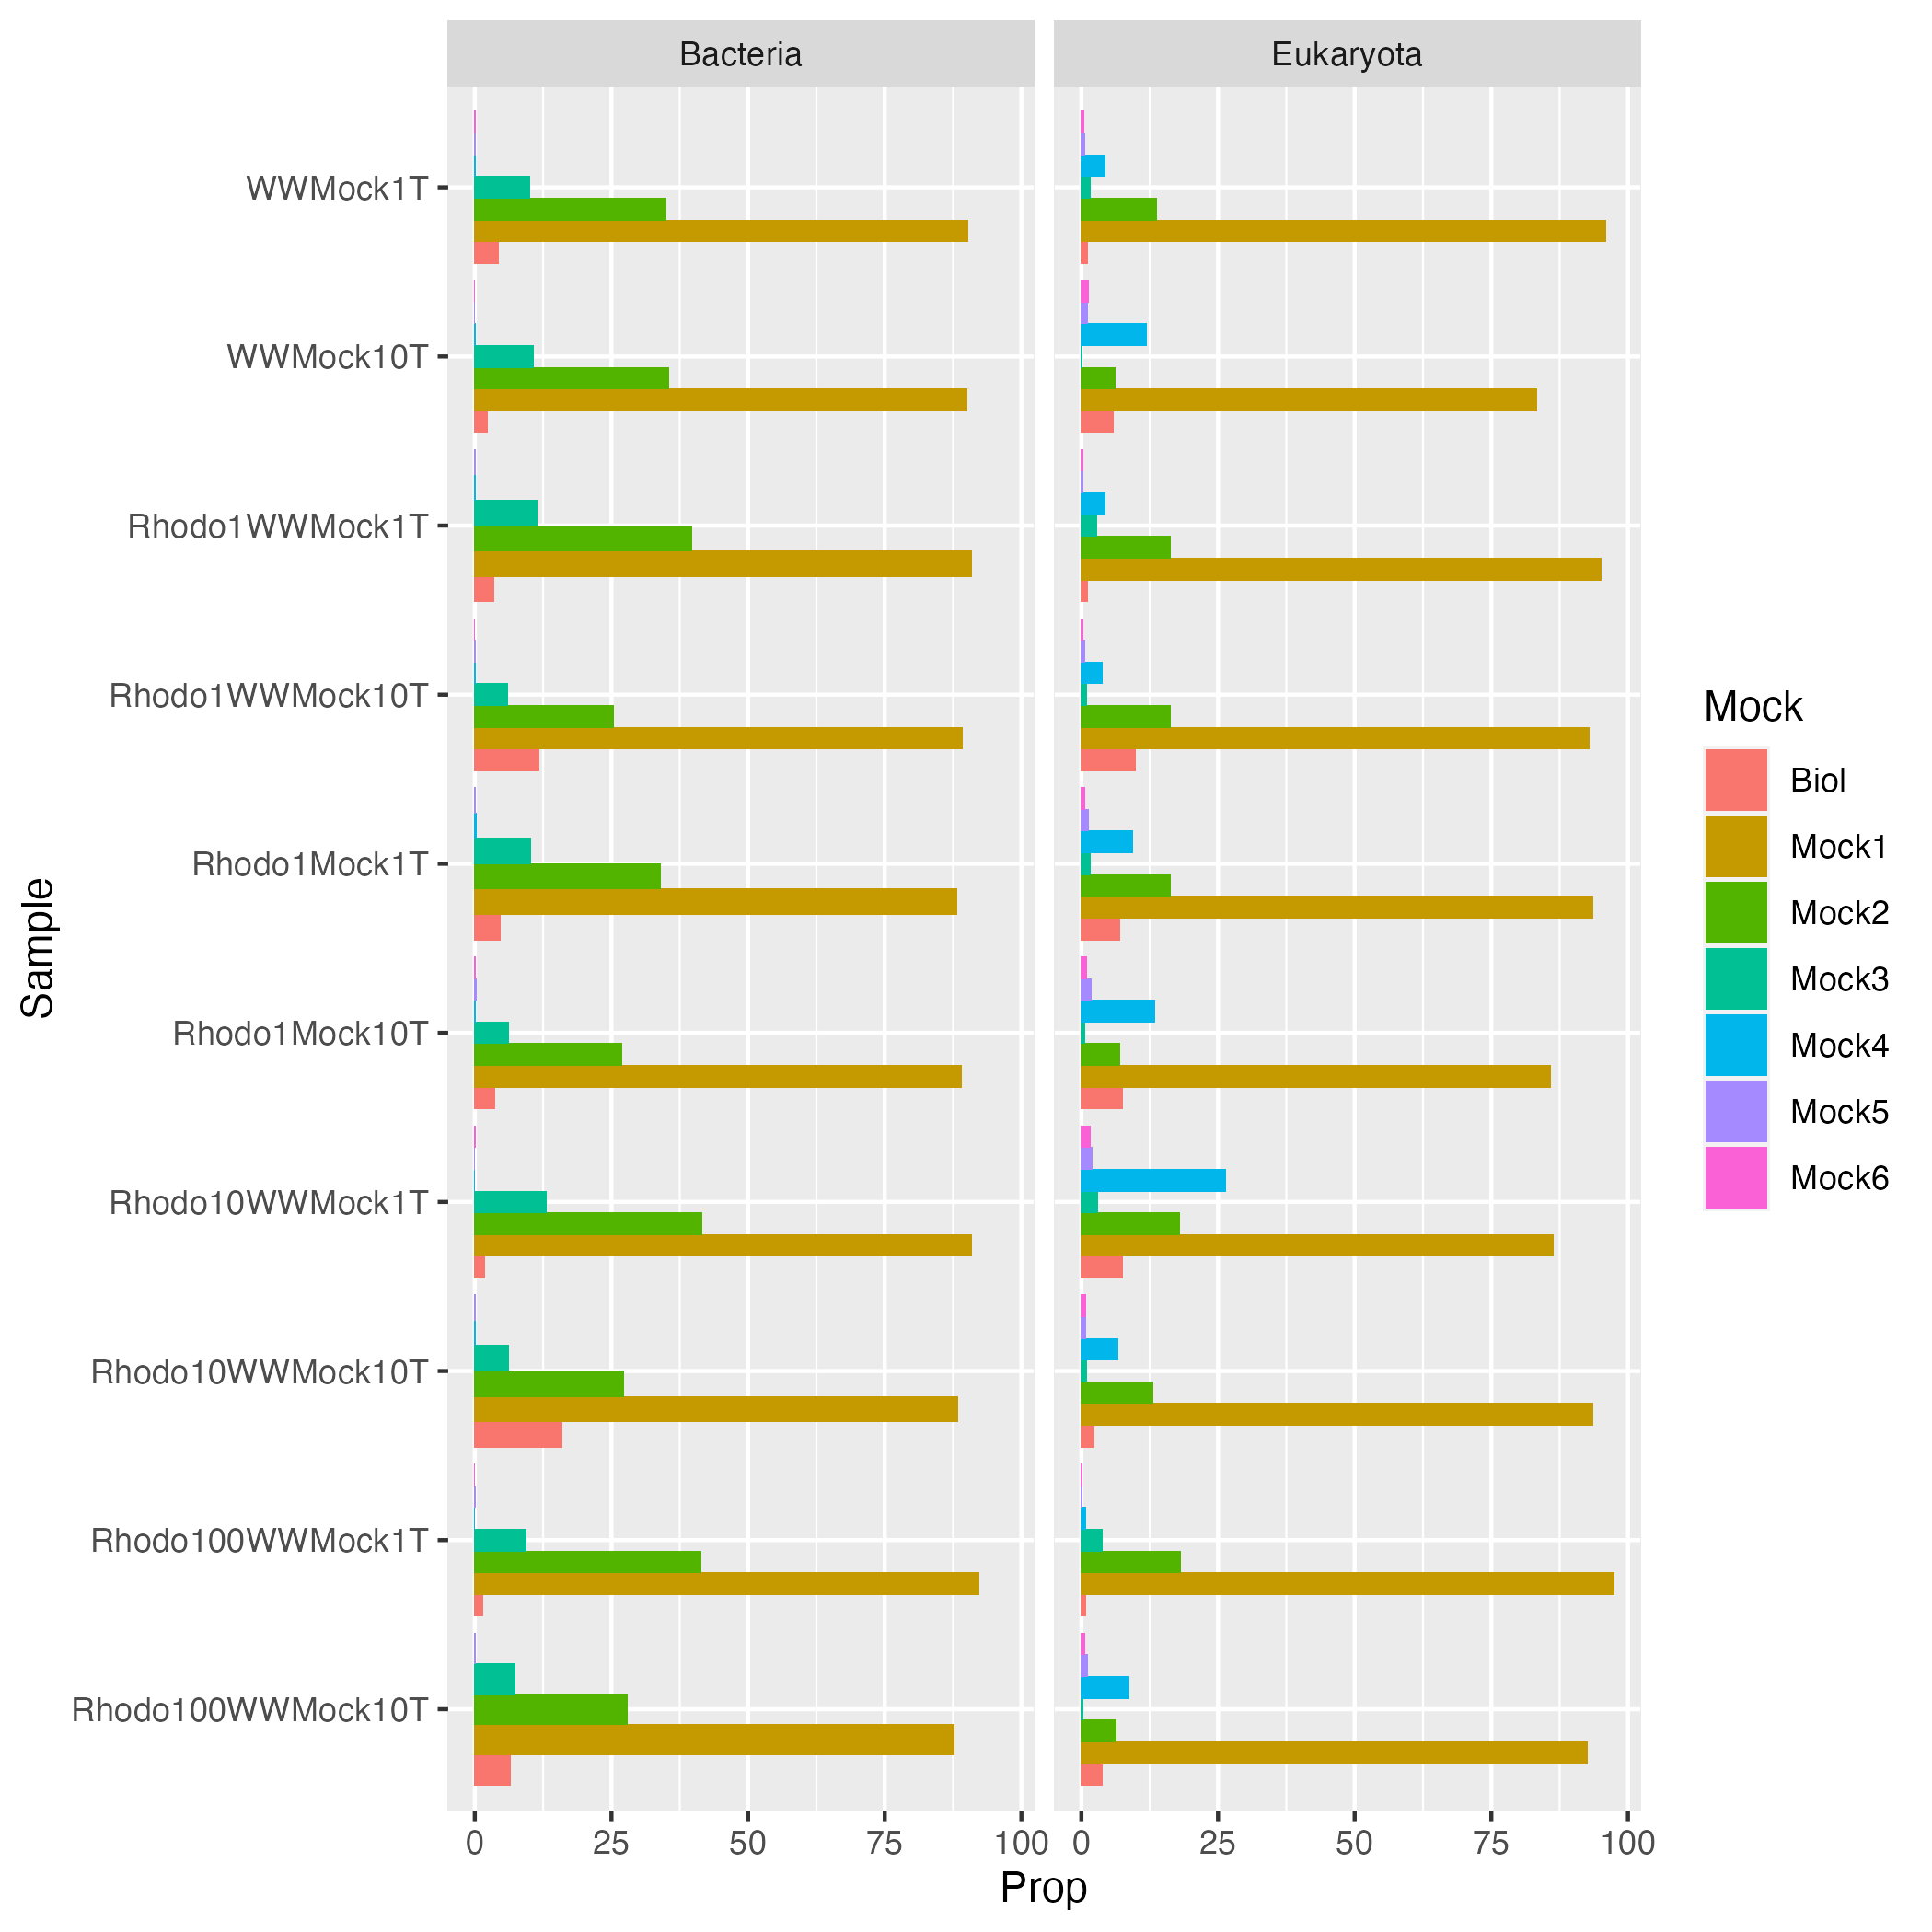 Bacteria
Eukaryota
WWMock1T
WWMock10T
Rhodo1WWMock1T
Rhodo1WWMock10T
Rhodo1Mock1T
Rhodo1Mock10T
Rhodo10WWMock1T
Rhodo10WWMock10T
Rhodo100WWMock1T
Rhodo100WWMock10T
Sample
0 25 50 75 100
0 25 50 75 100
Prop
Mock
Biol
Mock1
Mock2
Mock3
Mock4
Mock5
Mock6